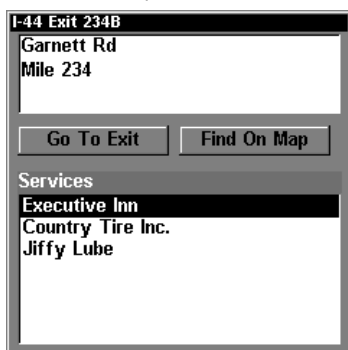 I-44 Exit 234B
Garnett Rd
Mile 234
Go To Exit Find On Map
Services
Executive Inn
Country Tire Inc.
Jiffy Lube